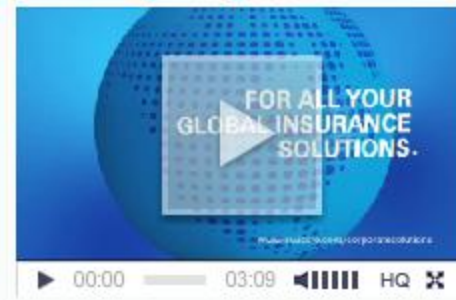 FOR ALL YOUR
GLOBAL INSURANCE
SOLUTIONS.
00:00
03:09
HQ